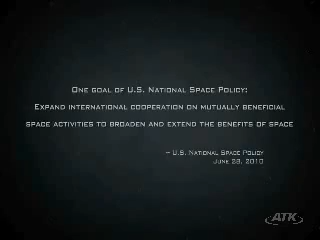 One goal of U.S. National Space Policy:
Expand international cooperation on mutually beneficial
space activities to broaden and extend the benefits of space
– U.S. National Space Policy
June 28, 2010
ATK